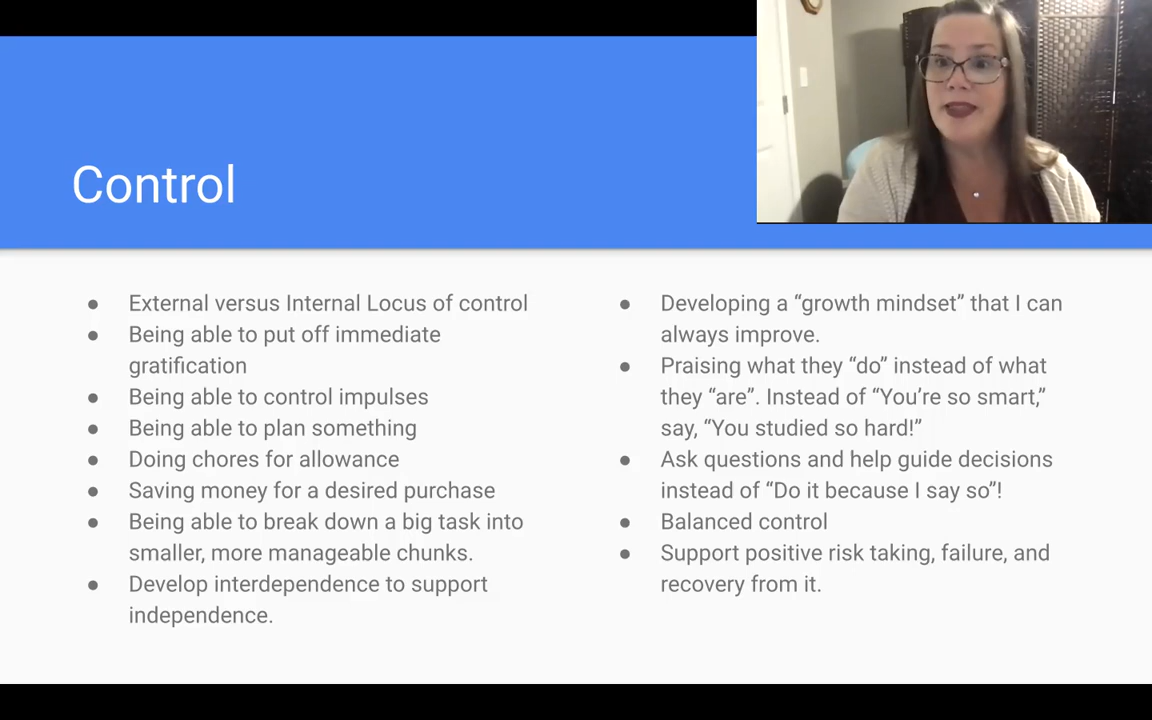 Control
● External versus Internal Locus of control
● Being able to put off immediate
gratification
● Being able to control impulses
● Being able to plan something
● Doing chores for allowance
● Saving money for a desired purchase
● Being able to break down a big task into
smaller, more manageable chunks.
● Develop interdependence to support
independence.
● Developing a “growth mindset” that I can
always improve.
● Praising what they “do” instead of what
they “are”. Instead of “You’re so smart,”
say, “You studied so hard!”
● Ask questions and help guide decisions
instead of “Do it because I say so”!
● Balanced control
● Support positive risk taking, failure, and
recovery from it.